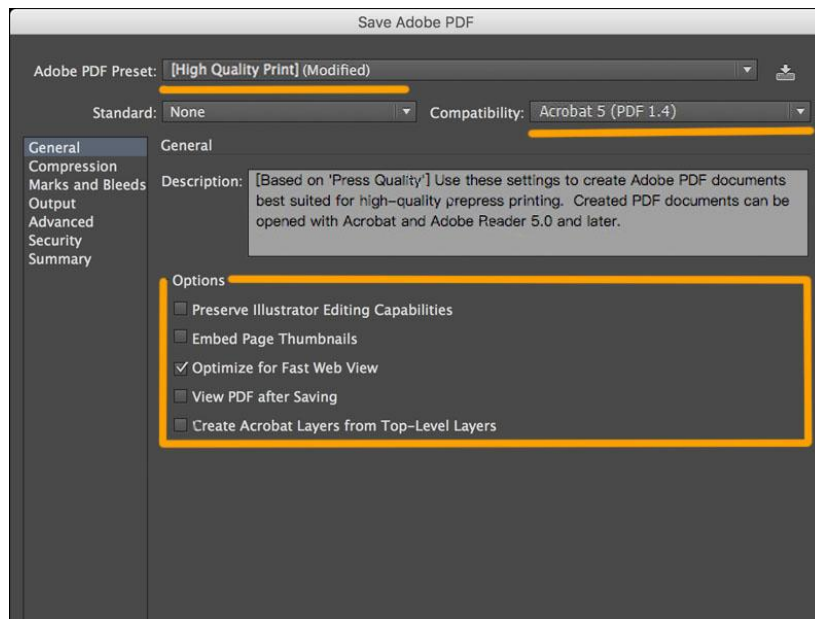 Save Adobe PDF
Adobe PDF Preset: [High Quality Print] (Modified)
Standard: None Compatibility: Acrobat 5 (PDF 1.4)
General
Compression
Marks and Bleeds
Output
Advanced
Security
Summary
General
Description: [Based on 'Press Quality'] Use these settings to create Adobe PDF documents
best suited for high-quality prepress printing. Created PDF documents can be
opened with Acrobat and Adobe Reader 5.0 and later.
Options
Preserve Illustrator Editing Capabilities
Embed Page Thumbnails
Optimize for Fast Web View
View PDF after Saving
Create Acrobat Layers from Top-Level Layers